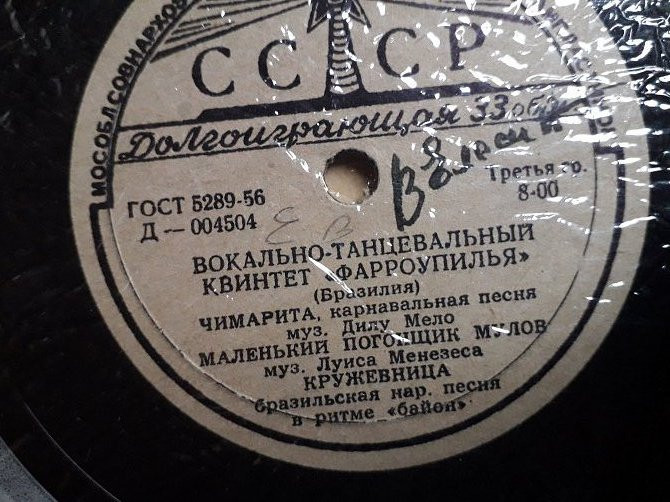 МОСОБЛСОВНАРХОЗ
СССР
Долгоиграющая 33 об/м
ГОСТ 5289-56
Д — 004504
Третья гр.
8-00
ВОКАЛЬНО-ТАНЦЕВАЛЬНЫЙ
КВИНТЕТ «ФАРРОУПИЛЬЯ»
(Бразилия)
ЧИМАРИТА, карнавальная песня
муз. Дилу Мело
МАЛЕНЬКИЙ ПОГОНЩИК МУЛОВ
муз. Луиса Менезеса
КРУЖЕВНИЦА
бразильская нар. песня
в ритме «байон»